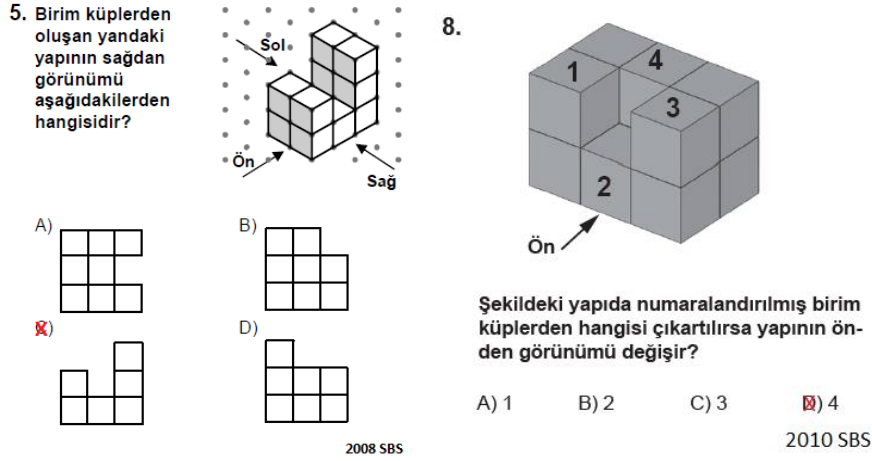 5. Birim küplerden
oluşan yandaki
yapının sağdan
görünümü
aşağıdakilerden
hangisidir?
Sol
Ön
Sağ
A)
B)
C)
D)
2008 SBS
8.
1
4
3
2
Ön
Şekildeki yapıda numaralandırılmış birim
küplerden hangisi çıkartılırsa yapının ön-
den görünümü değişir?
A) 1 B) 2 C) 3 D) 4
2010 SBS